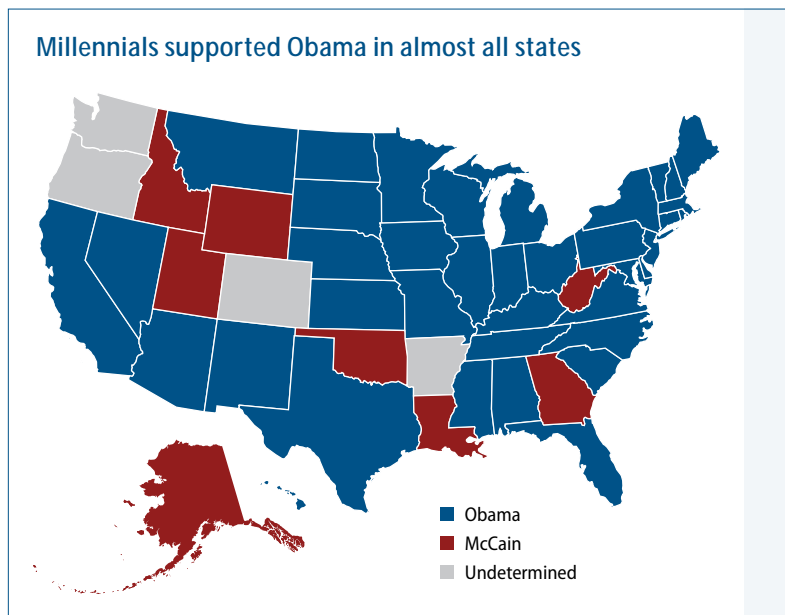 Millennials supported Obama in almost all states
Obama
McCain
Undetermined